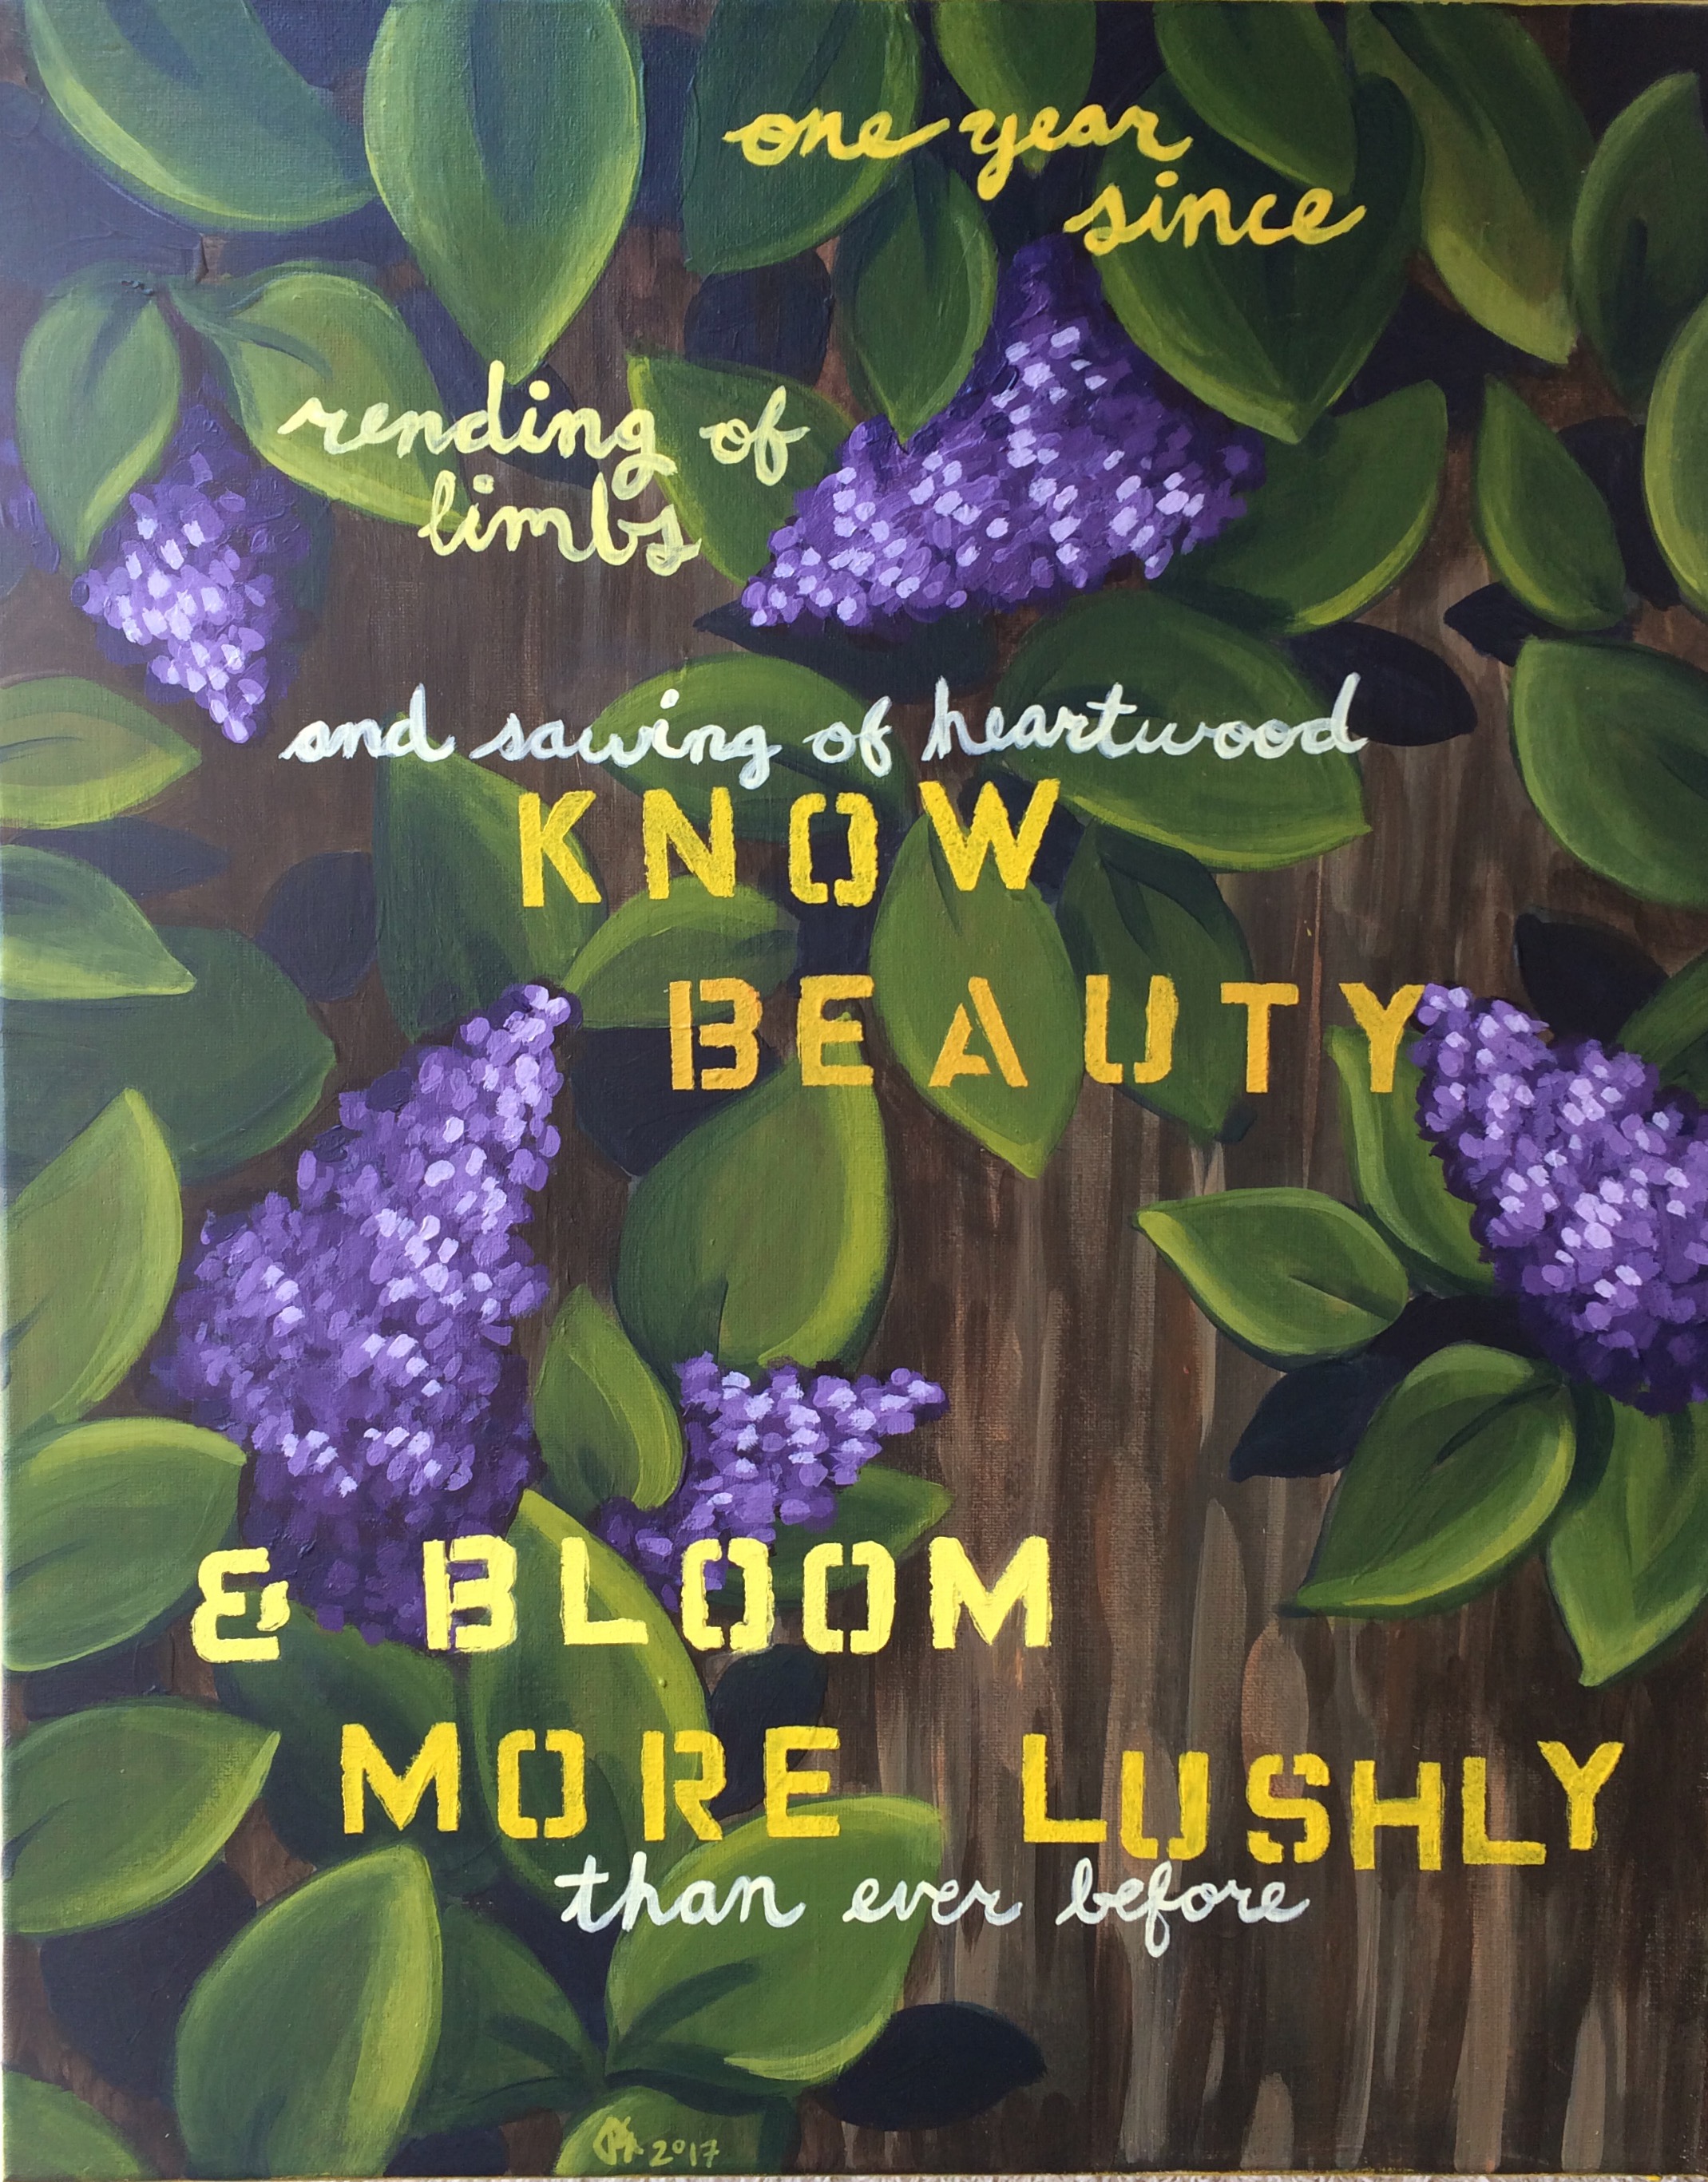 one year
since
rending of
limbs
and sawing of heartwood
KNOW
BEAUTY
& BLOOM
MORE LUSHLY
than ever before
2017